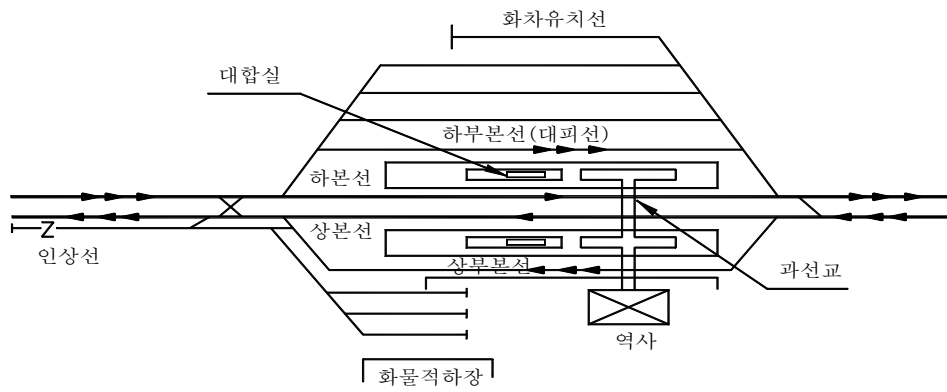 화차유치선
대합실
하부본선(대피선)
하본선
Z
인상선
상본선
상부본선
과선교
역사
화물적하장